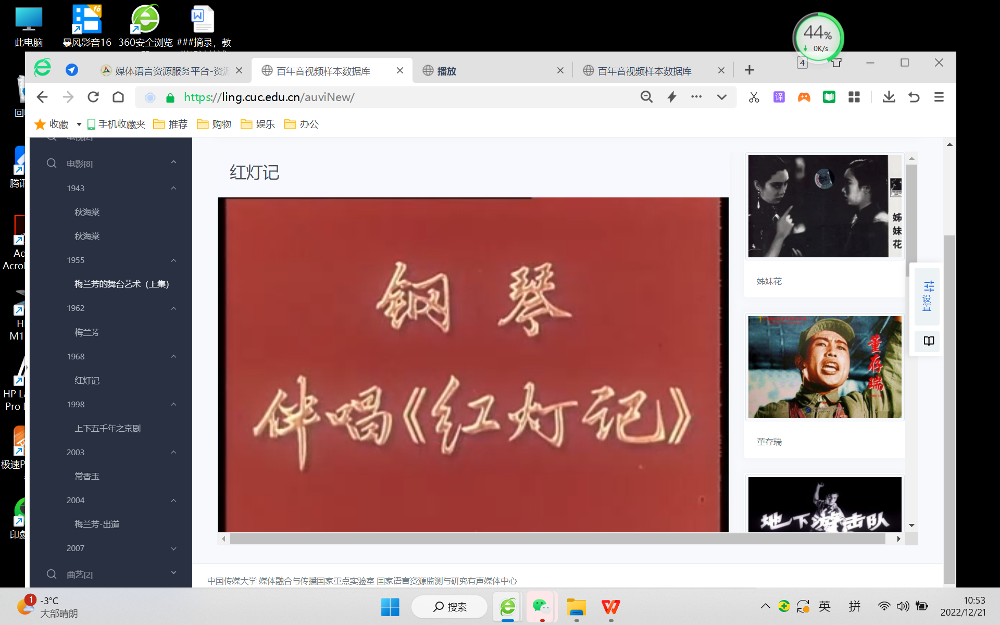 此电脑
暴风影音16
360安全浏览
###摘录，教
44%
0K/s
媒体语言资源服务平台-资源
百年音视频样本数据库
播放
百年音视频样本数据库
4
https://ling.cuc.edu.cn/auviNew/
译
收藏
手机收藏夹
推荐
购物
娱乐
办公
电视[2]
电影[8]
1943
秋海棠
秋海棠
1955
梅兰芳的舞台艺术（上集）
1962
梅兰芳
1968
红灯记
1998
上下五千年之京剧
2003
常香玉
2004
梅兰芳-出道
2007
曲艺[2]
红灯记
钢琴
伴唱《红灯记》
姊妹花
姊妹花
董存瑞
董存瑞
地下游击队
设置
中国传媒大学 媒体融合与传播国家重点实验室 国家语言资源监测与研究有声媒体中心
腾讯
Acro
M1
HP La
Pro
极速P
印象
1
-3°C
大部晴朗
搜索
英
拼
10:53
2022/12/21